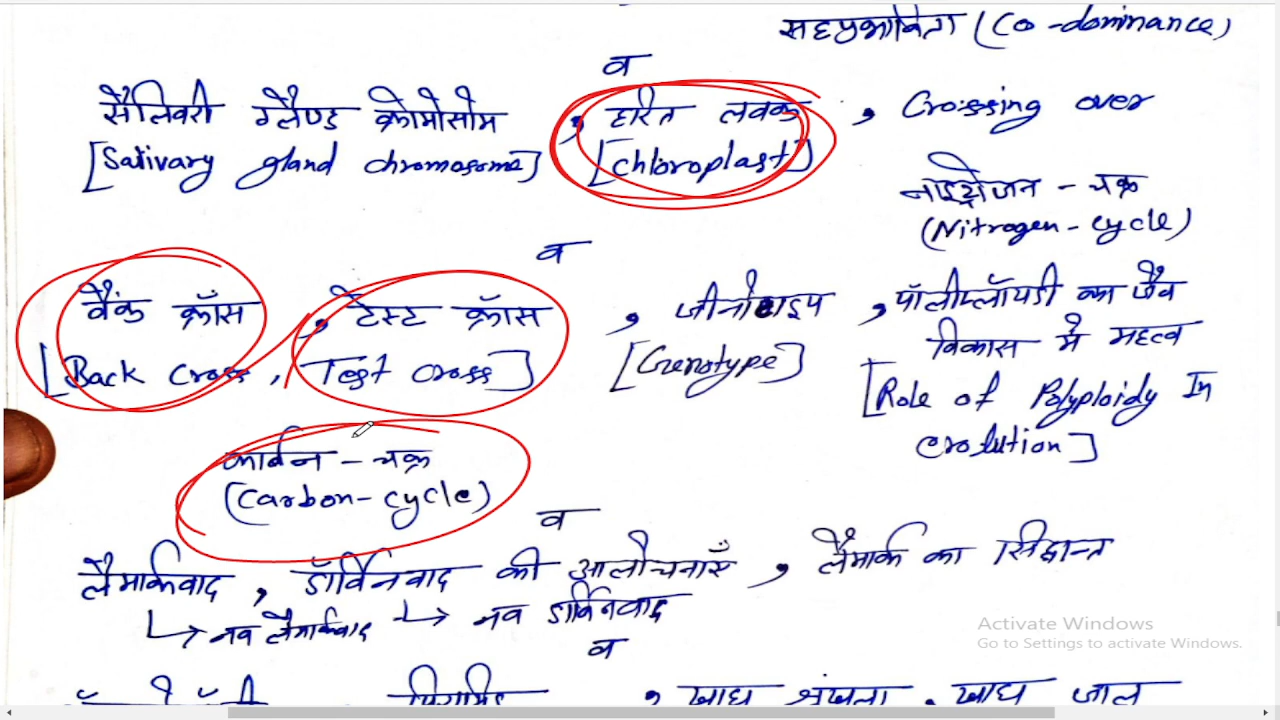 सहप्रभाविता (Co-dominance)
व
सैलिवरी ग्लैण्ड क्रोमोसोम , हरित लवक , Crossing over
[Salivary gland chromosome] [chloroplast]
नाइट्रोजन - चक्र
(Nitrogen - cycle)
व
बैंक क्रॉस , टेस्ट क्रॉस , जीनोटाइप , पॉलीप्लॉयडी का जैव
विकास में महत्व
[Back cross , Test cross] [Genotype] [Role of Polyploidy In
erolution]
कार्बन - चक्र
(Carbon - cycle)
व
लैमार्कवाद , डार्विनवाद की आलोचनाएँ , लैमार्क का सिद्धान्त
↳ नव लैमार्कवाद ↳ नव डार्विनवाद
व
पिरामिड , खाद्य श्रंखला , खाद्य जाल
Activate Windows
Go to Settings to activate Windows.